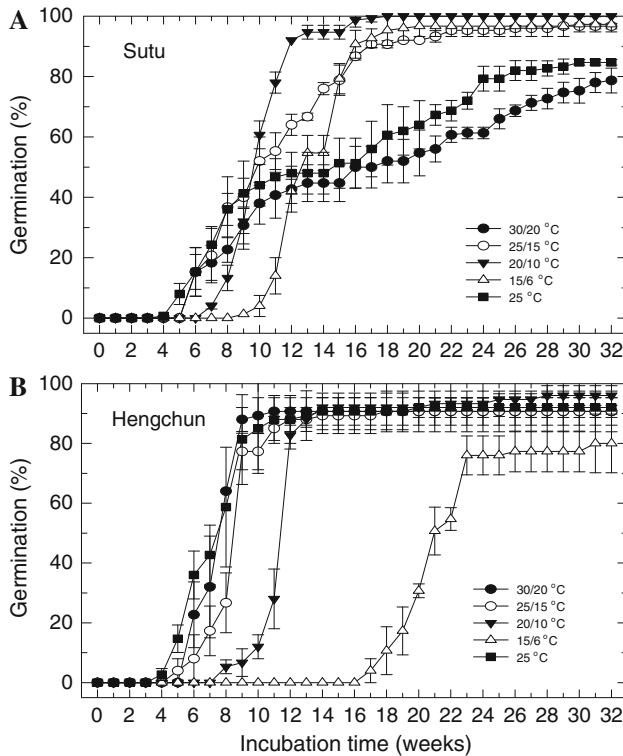 A
Sutu
Germination (%)
100
80
60
40
20
0
30/20 °C
25/15 °C
20/10 °C
15/6 °C
25 °C
0 2 4 6 8 10 12 14 16 18 20 22 24 26 28 30 32
B
Hengchun
Germination (%)
100
80
60
40
20
0
30/20 °C
25/15 °C
20/10 °C
15/6 °C
25 °C
0 2 4 6 8 10 12 14 16 18 20 22 24 26 28 30 32
Incubation time (weeks)